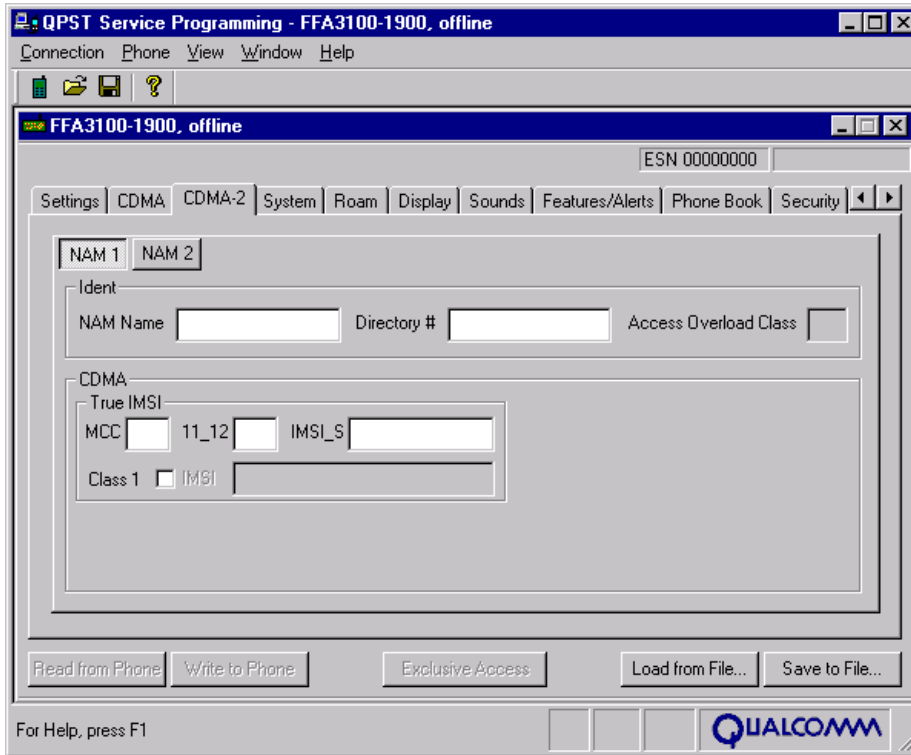 QPST Service Programming - FFA3100-1900, offline
Connection Phone View Window Help
FFA3100-1900, offline
ESN 00000000
Settings CDMA CDMA-2 System Roam Display Sounds Features/Alerts Phone Book Security
NAM 1 NAM 2
Ident
NAM Name Directory # Access Overload Class
CDMA
True IMSI
MCC 11_12 IMSI_S
Class 1 IMSI
Read from Phone Write to Phone Exclusive Access Load from File... Save to File...
For Help, press F1 QUALCOMM